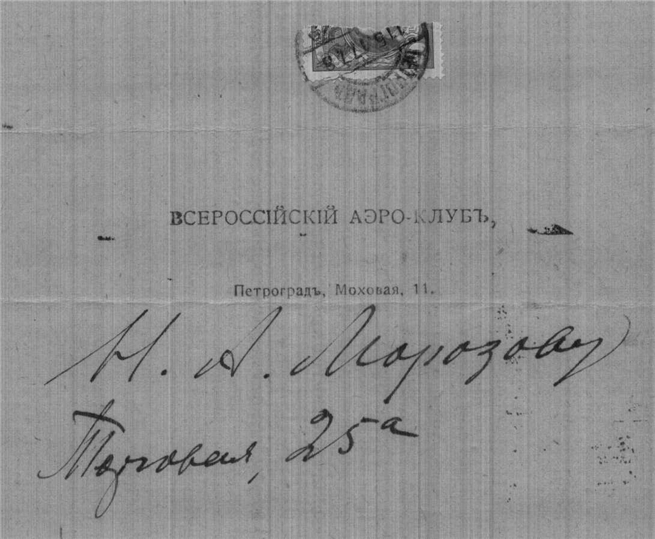 ВСЕРОССІЙСКІЙ АЭРО-КЛУБЪ,
Петроградъ, Моховая, 11.
Н. А. Морозову
Торговая, 25а